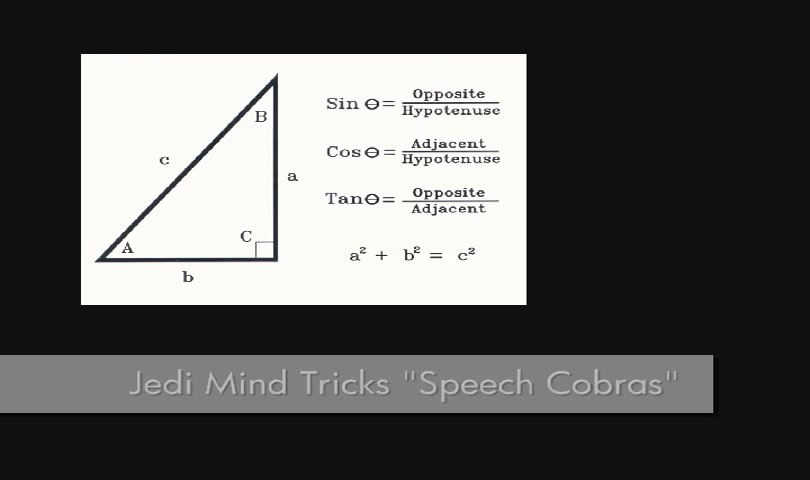 B
c
a
C
A
b
Sin Θ= Opposite
Hypotenuse
Cos Θ= Adjacent
Hypotenuse
Tan Θ= Opposite
Adjacent
a² + b² = c²
Jedi Mind Tricks "Speech Cobras"